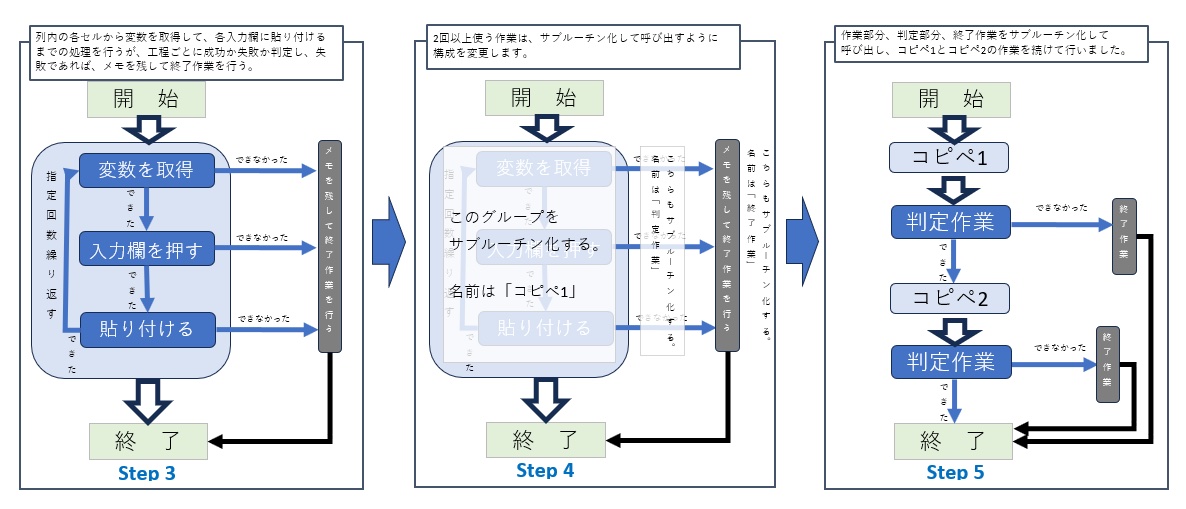 列内の各セルから変数を取得して、各入力欄に貼り付ける
までの処理を行うが、工程ごとに成功か失敗か判定し、失
敗であれば、メモを残して終了作業を行う。
開 始
変数を取得
できなかった
できた
入力欄を押す
できなかった
できた
貼り付ける
できなかった
できた
指定回数繰り返す
メモを残して終了作業を行う
終 了
Step 3
2回以上使う作業は、サブルーチン化して呼び出すように
構成を変更します。
開 始
変数を取得
できなかった
入力欄を押す
貼り付ける
できた
指定回数繰り返す
このグループを
サブルーチン化する。
名前は「コピペ1」
こちらもサブルーチン化する。
名前は「判定作業」
メモを残して終了作業を行う
こちらもサブルーチン化する。
名前は「終了作業」
終 了
Step 4
作業部分、判定部分、終了作業をサブルーチン化して
呼び出し、コピペ1とコピペ2の作業を続けて行いました。
開 始
コピペ1
判定作業
できなかった
終了作業
できた
コピペ2
判定作業
できなかった
終了作業
できた
終 了
Step 5